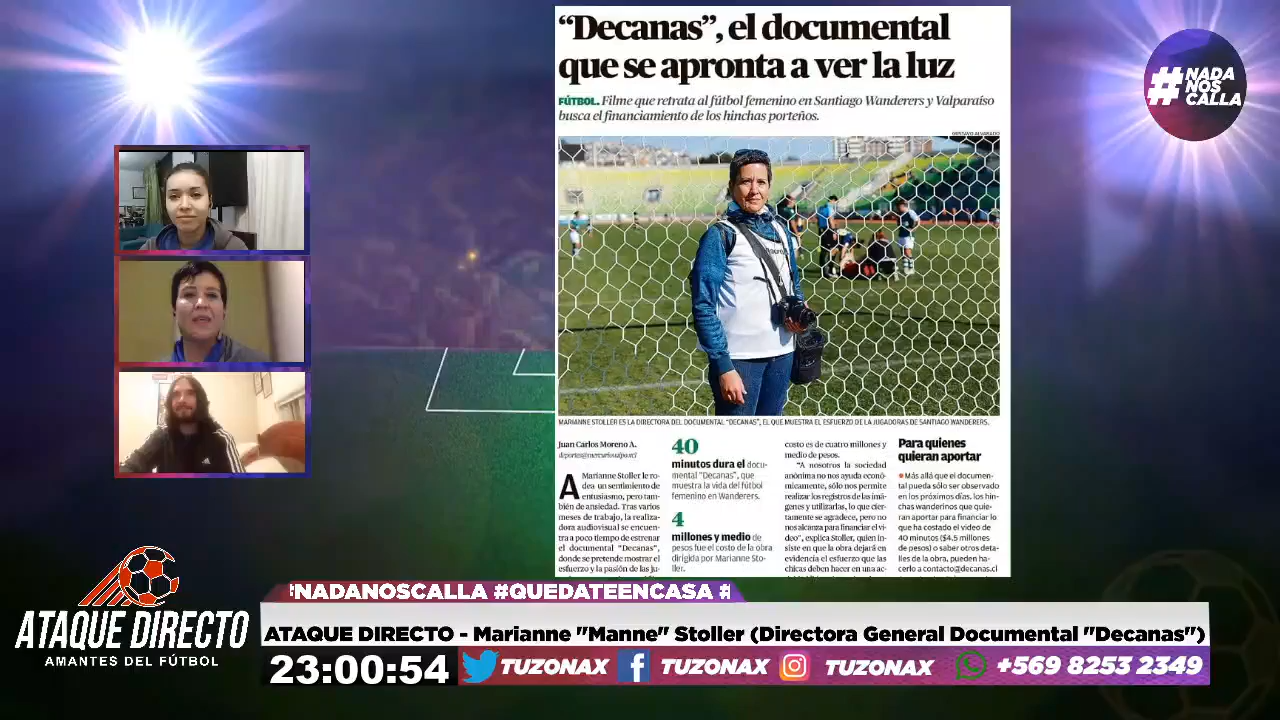 “Decanas”, el documental
que se apronta a ver la luz
FÚTBOL. Filme que retrata al fútbol femenino en Santiago Wanderers y Valparaíso
busca el financiamiento de los hinchas porteños.
GUSTAVO ALVARADO
MARIANNE STOLLER ES LA DIRECTORA DEL DOCUMENTAL “DECANAS”, EL QUE MUESTRA EL ESFUERZO DE LA JUGADORAS DE SANTIAGO WANDERERS.
Juan Carlos Moreno A.
deportes@mercuriovalpo.cl
A Marianne Stoller le ro-
dea un sentimiento de
entusiasmo, pero tam-
bién de ansiedad. Tras varios
meses de trabajo, la realiza-
dora audiovisual se encuen-
tra a poco tiempo de estrenar
el documental “Decanas”,
donde se pretende mostrar el
esfuerzo y la pasión de las ju-
40
minutos dura el docu-
mental “Decanas”, que
muestra la vida del fútbol
femenino en Wanderers.
4
millones y medio de
pesos fue el costo de la obra
dirigida por Marianne Sto-
ller.
costo es de cuatro millones y
medio de pesos.
“A nosotros la sociedad
anónima no nos ayuda econó-
micamente, sólo nos permite
realizar los registros de las imá-
genes y utilizarlas, lo que cier-
tamente se agradece, pero no
nos alcanza para financiar el vi-
deo”, explica Stoller, quien in-
siste en que la obra dejará en
evidencia el esfuerzo que las
chicas deben hacer en una ac-
Para quienes
quieran aportar
Más allá que el documen-
tal pueda sólo ser observado
en los próximos días, los hin-
chas wanderinos que quie-
ran aportar para financiar lo
que ha costado el video de
40 minutos ($4,5 millones
de pesos) o saber otros deta-
lles de la obra, pueden ha-
cerlo a contacto@decanas.cl
#NADA
NOS
CALLA
#NADANOSCALLA #QUEDATEENCASA #
ATAQUE DIRECTO
AMANTES DEL FÚTBOL
ATAQUE DIRECTO - Marianne "Manne" Stoller (Directora General Documental "Decanas")
23:00:54 TUZONAX TUZONAX TUZONAX +569 8253 2349